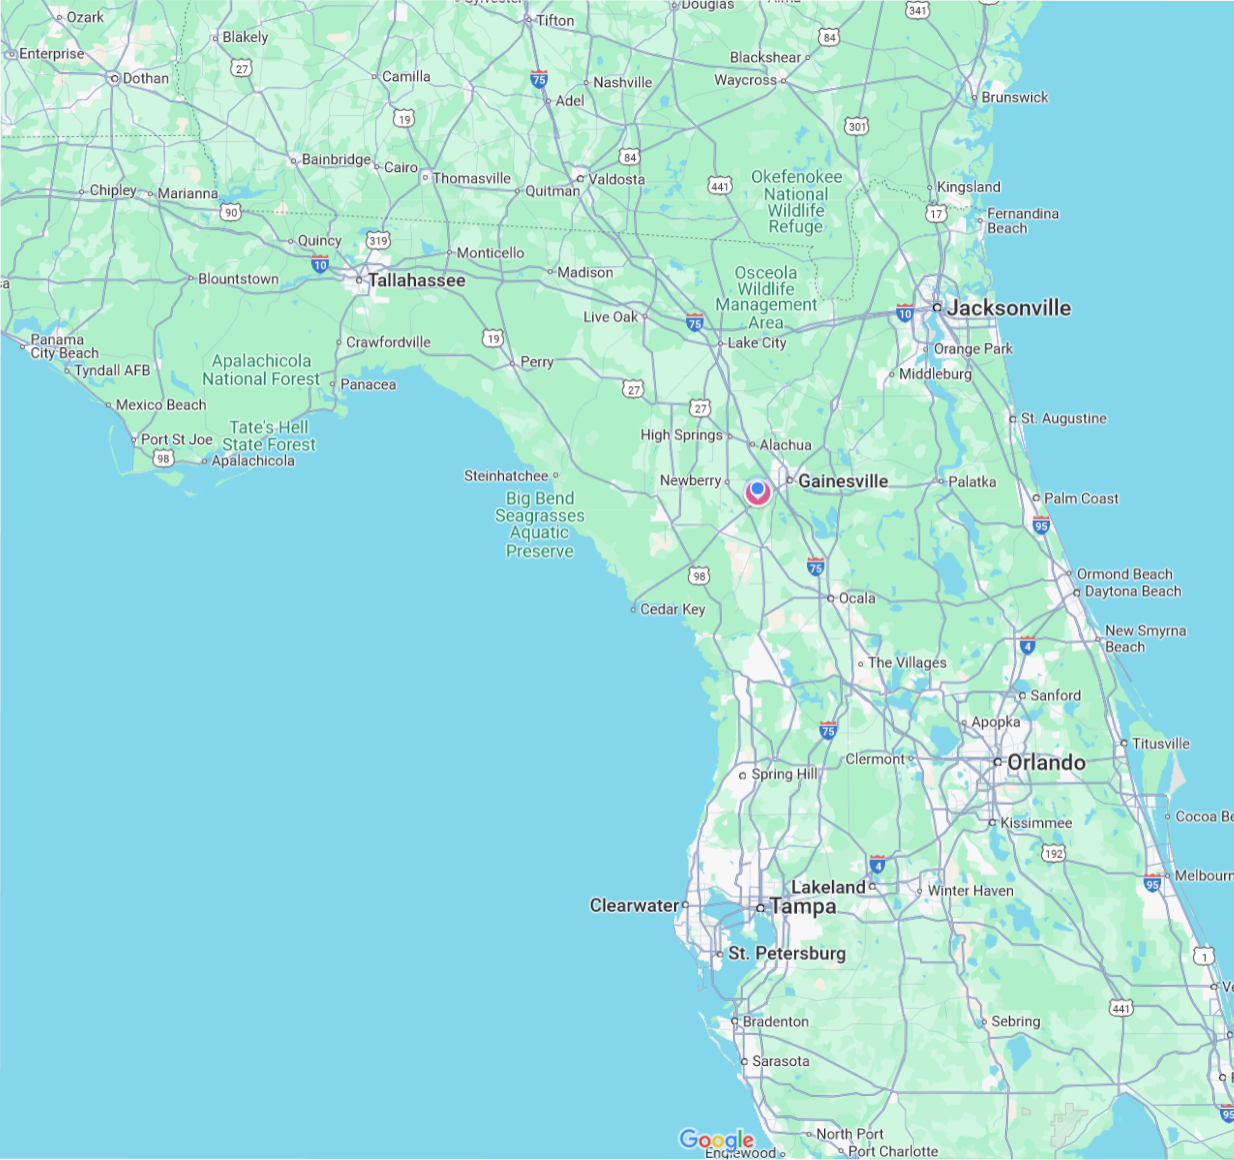 Sylvester
Douglas
Ozark
Tifton
341
Enterprise
Blakely
84
Blackshear
27
Dothan
Camilla
75
Nashville
Waycross
Adel
Brunswick
19
301
Bainbridge
Cairo
84
Thomasville
Valdosta
441
Okefenokee
National
Wildlife
Refuge
Kingsland
Chipley
Marianna
Quitman
90
17
Fernandina
Beach
Quincy
319
Monticello
10
Tallahassee
Madison
Osceola
Wildlife
Management
Area
Blountstown
sa
Jacksonville
10
Live Oak
75
Panama
City Beach
Crawfordville
19
Lake City
Orange Park
Apalachicola
National Forest
Perry
Tyndall AFB
Panacea
27
Middleburg
Mexico Beach
27
St. Augustine
Tate's Hell
State Forest
Port St Joe
98
Apalachicola
High Springs
Alachua
Steinhatchee
Newberry
Gainesville
Palatka
Big Bend
Seagrasses
Aquatic
Preserve
Palm Coast
95
75
98
Ormond Beach
Daytona Beach
Ocala
Cedar Key
New Smyrna
Beach
4
The Villages
Sanford
Apopka
75
Titusville
Clermont
Orlando
Spring Hill
Cocoa Be
Kissimmee
192
4
Lakeland
Melbourn
95
Winter Haven
Clearwater
Tampa
St. Petersburg
1
Ve
441
Bradenton
Sebring
Sarasota
F
95
North Port
Google
Englewood
Port Charlotte